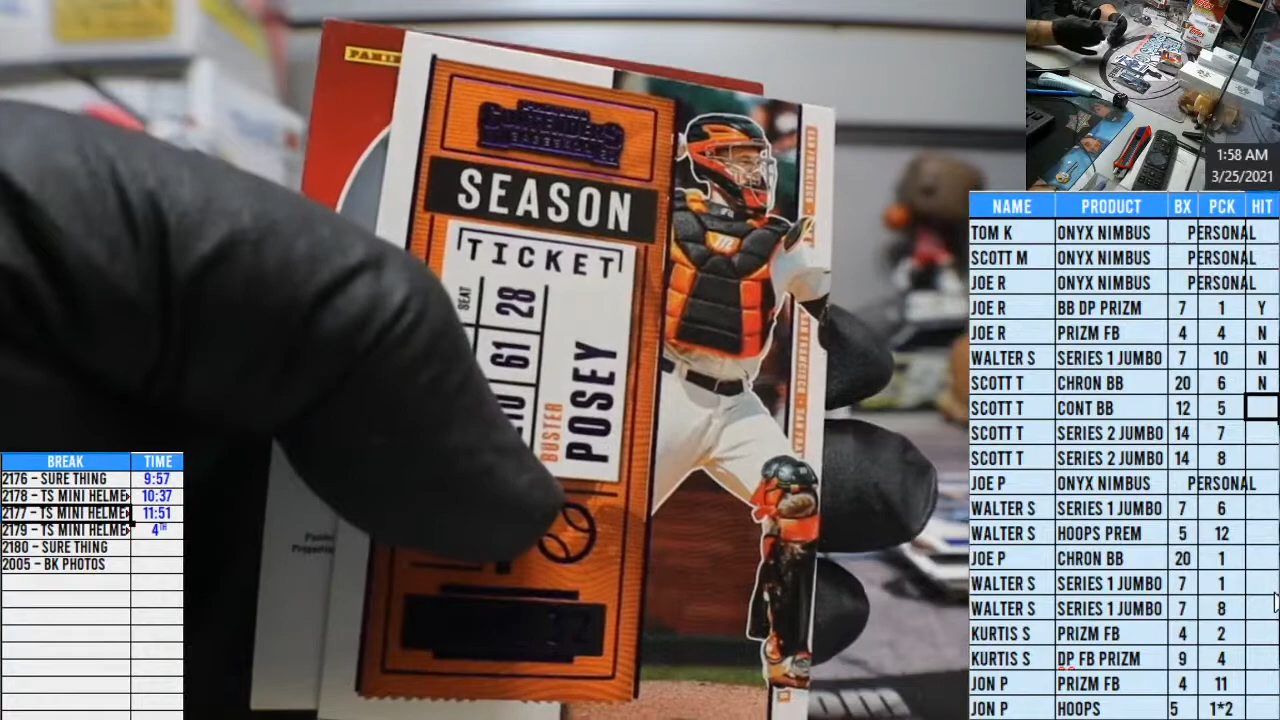 PANINI
CONTENDERS
BASEBALL
SEASON
TICKET
SEAT
28
61
BUSTER
POSEY
1:58 AM
3/25/2021
NAME PRODUCT BX PCK HIT
TOM K ONYX NIMBUS PERSONAL
SCOTT M ONYX NIMBUS PERSONAL
JOE R ONYX NIMBUS PERSONAL
JOE R BB DP PRIZM 7 1 Y
JOE R PRIZM FB 4 4 N
WALTER S SERIES 1 JUMBO 7 10 N
SCOTT T CHRON BB 20 6 N
SCOTT T CONT BB 12 5
SCOTT T SERIES 2 JUMBO 14 7
SCOTT T SERIES 2 JUMBO 14 8
JOE P ONYX NIMBUS PERSONAL
WALTER S SERIES 1 JUMBO 7 6
WALTER S HOOPS PREM 5 12
JOE P CHRON BB 20 1
WALTER S SERIES 1 JUMBO 7 1
WALTER S SERIES 1 JUMBO 7 8
KURTIS S PRIZM FB 4 2
KURTIS S DP FB PRIZM 9 4
JON P PRIZM FB 4 11
JON P HOOPS 5 1*2
BREAK TIME
2176 – SURE THING 9:57
2178 – TS MINI HELME 10:37
2177 – TS MINI HELME 11:51
2179 – TS MINI HELME 4TH
2180 – SURE THING
2005 – BK PHOTOS